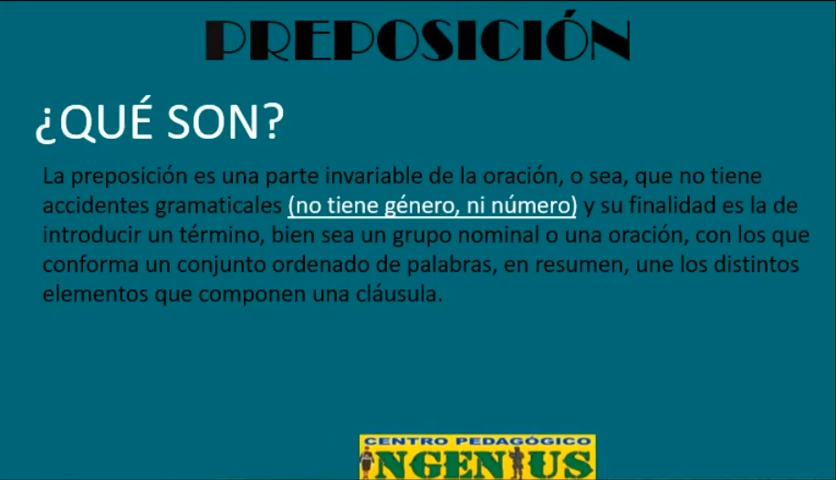 PREPOSICIÓN
¿QUÉ SON?
La preposición es una parte invariable de la oración, o sea, que no tiene
accidentes gramaticales (no tiene género, ni número) y su finalidad es la de
introducir un término, bien sea un grupo nominal o una oración, con los que
conforma un conjunto ordenado de palabras, en resumen, une los distintos
elementos que componen una cláusula.
CENTRO PEDAGÓGICO
INGENIUS